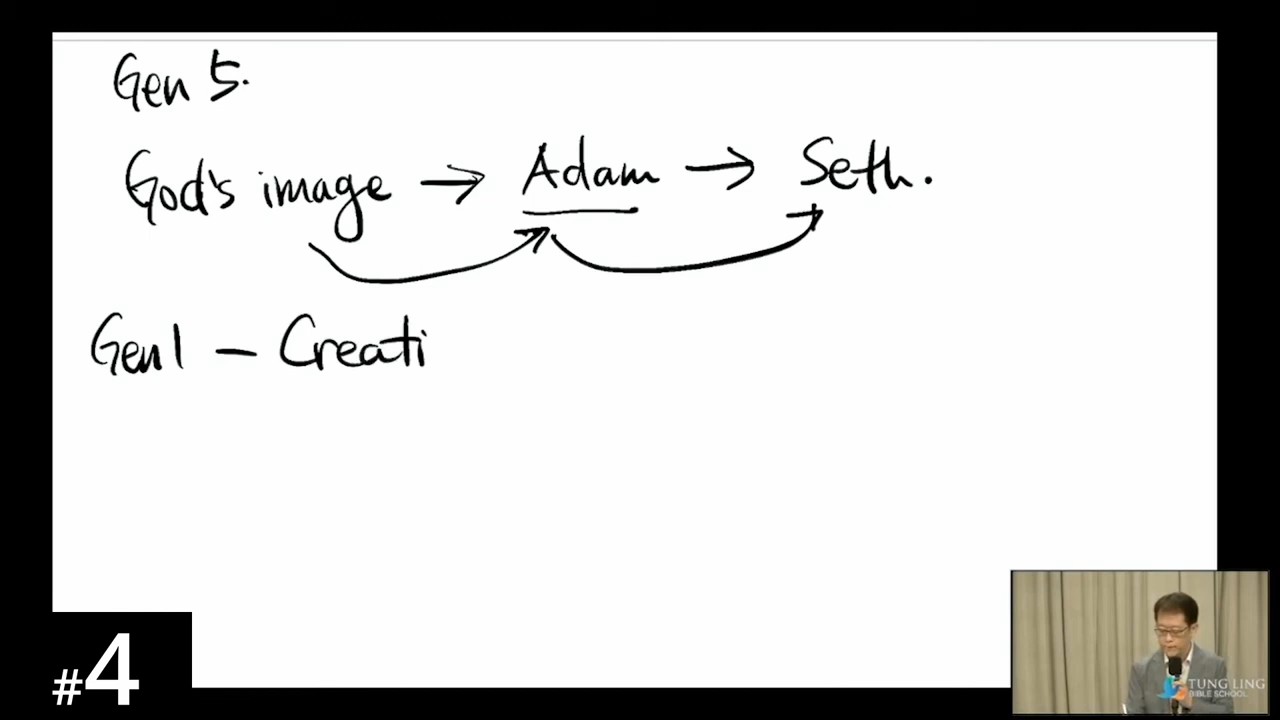 Gen 5.
God's image → Adam → Seth.
Gen 1 - Creati
#4
TUNG LING
BIBLE SCHOOL